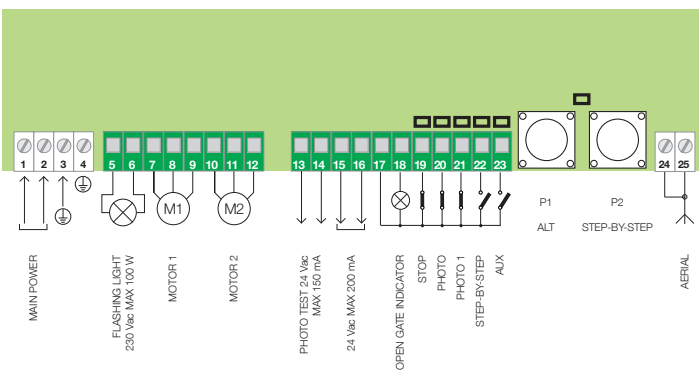 1 2 3 4
5 6 7 8 9 10 11 12
13 14 15 16 17 18 19 20 21 22 23
24 25
M1
M2
P1
P2
ALT
STEP-BY-STEP
MAIN POWER
FLASHING LIGHT
230 Vac MAX 100 W
MOTOR 1
MOTOR 2
PHOTO TEST 24 Vac
MAX 150 mA
24 Vac MAX 200 mA
OPEN GATE INDICATOR
STOP
PHOTO
PHOTO 1
STEP-BY-STEP
AUX
AERIAL